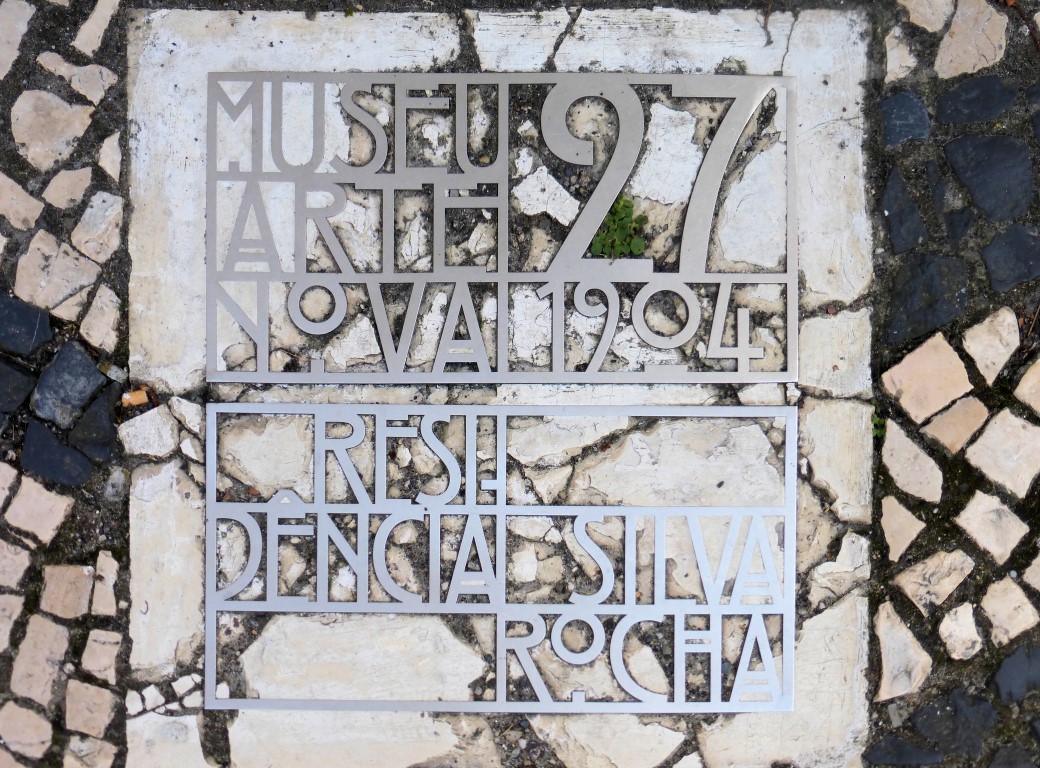 MUSEU 27
ARTE
NOVA 1904
RESI-
DÊNCIA SILVA
ROCHA